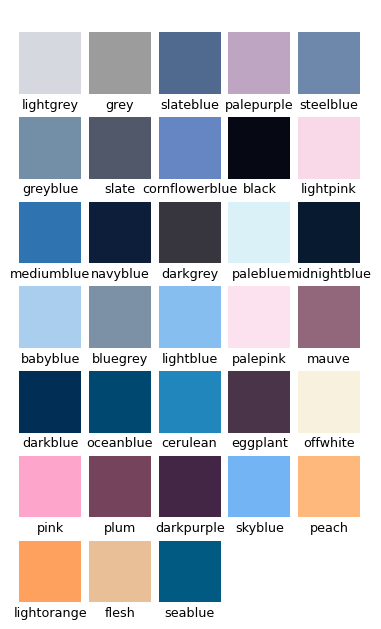 lightgrey grey slateblue palepurple steelblue
greyblue slate cornflowerblue black lightpink
mediumblue navyblue darkgrey paleblue midnightblue
babyblue bluegrey lightblue palepink mauve
darkblue oceanblue cerulean eggplant offwhite
pink plum darkpurple skyblue peach
lightorange flesh seablue